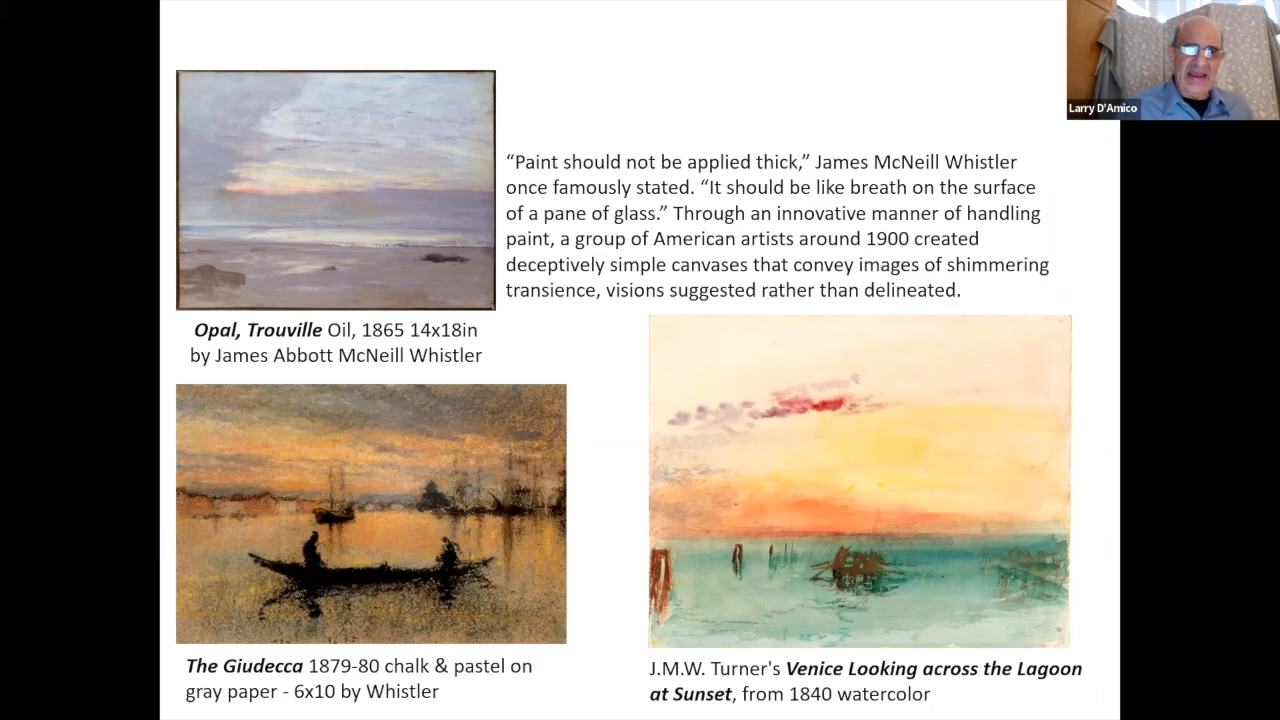 Larry D'Amico
“Paint should not be applied thick,” James McNeill Whistler
once famously stated. “It should be like breath on the surface
of a pane of glass.” Through an innovative manner of handling
paint, a group of American artists around 1900 created
deceptively simple canvases that convey images of shimmering
transience, visions suggested rather than delineated.
Opal, Trouville Oil, 1865 14x18in
by James Abbott McNeill Whistler
The Giudecca 1879-80 chalk & pastel on
gray paper - 6x10 by Whistler
J.M.W. Turner's Venice Looking across the Lagoon
at Sunset, from 1840 watercolor